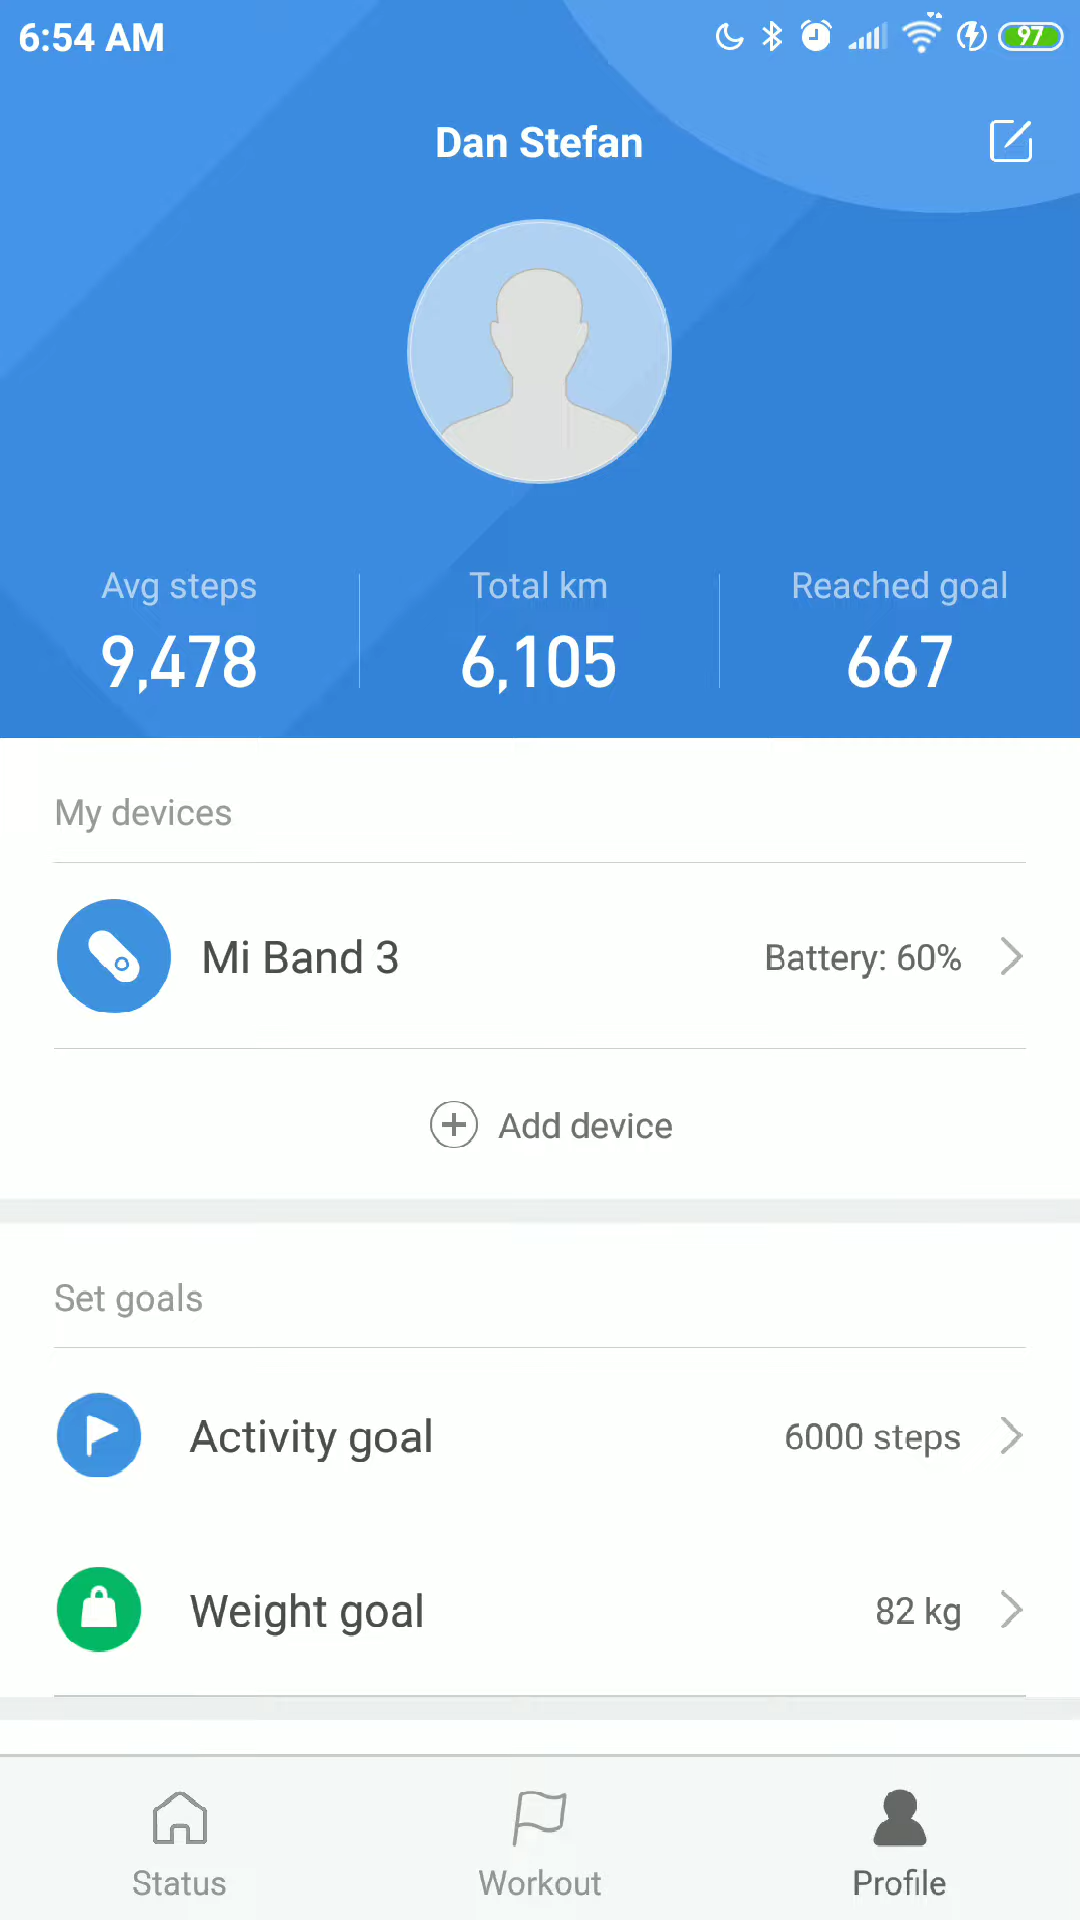 6:54 AM
97
Dan Stefan
Avg steps
Total km
Reached goal
9,478
6,105
667
My devices
Mi Band 3
Battery: 60%
Add device
Set goals
Activity goal
6000 steps
Weight goal
82 kg
Status
Workout
Profile